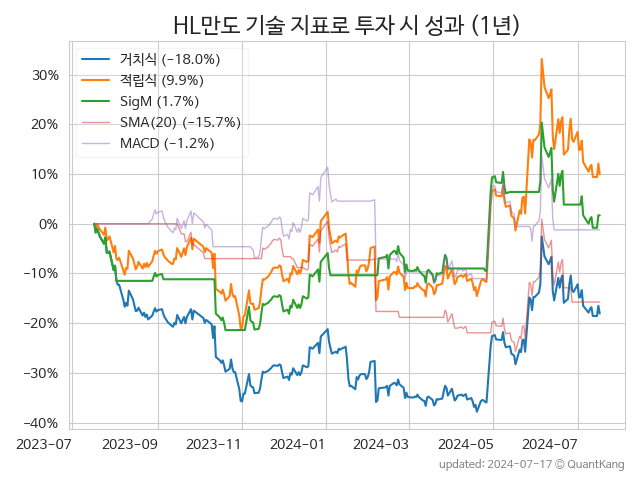 HL만도 기술 지표로 투자 시 성과 (1년)
거치식 (−18.0%)
적립식 (9.9%)
SigM (1.7%)
SMA(20) (−15.7%)
MACD (−1.2%)
30%
20%
10%
0%
−10%
−20%
−30%
−40%
2023-07 2023-09 2023-11 2024-01 2024-03 2024-05 2024-07
updated: 2024-07-17 © QuantKang